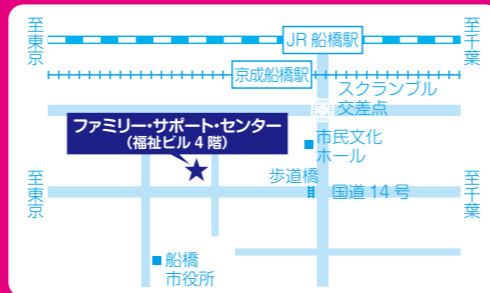 至東京
JR 船橋駅
至千葉
京成船橋駅
スクランブル
交差点
ファミリー・サポート・センター
(福祉ビル 4 階)
市民文化
ホール
歩道橋
至東京
国道 14 号
至千葉
船橋
市役所